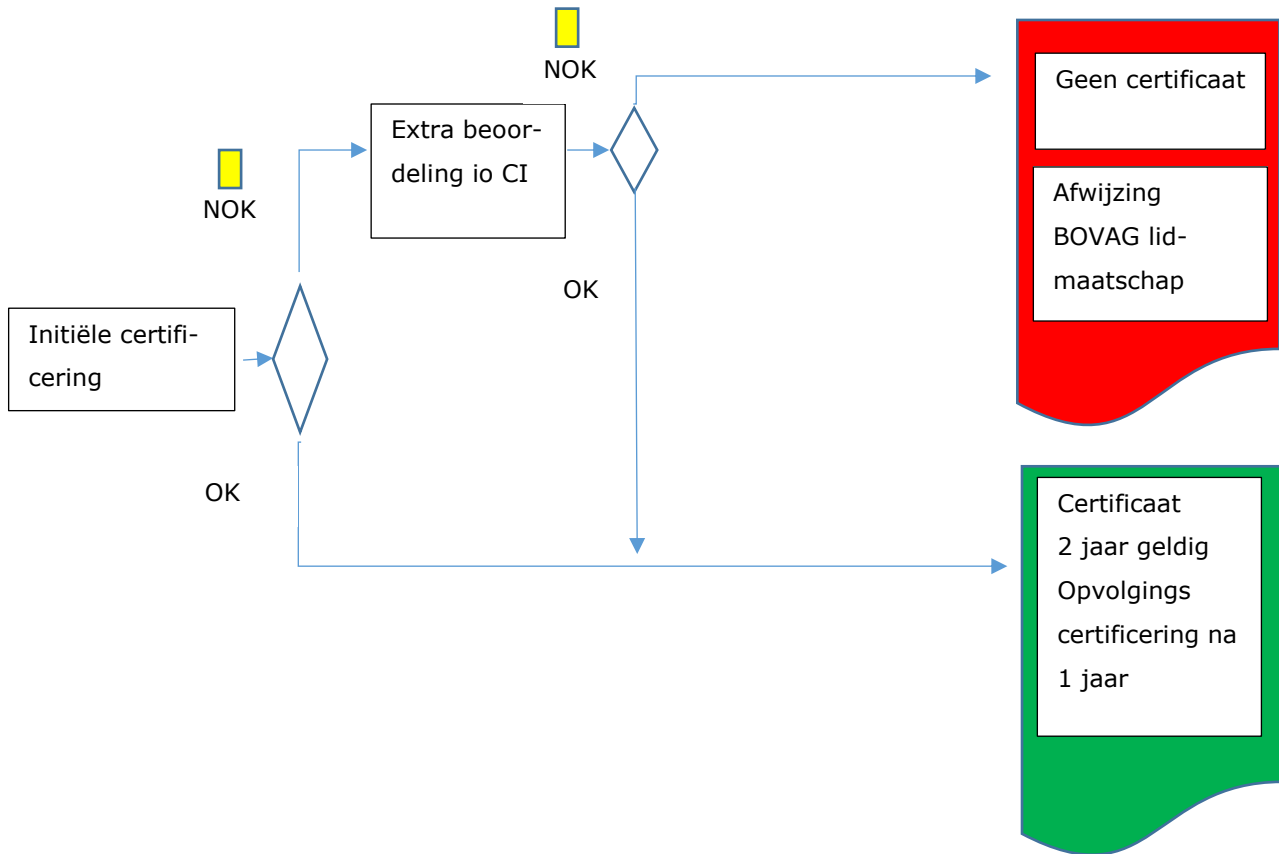 NOK
Geen certificaat
Extra beoor-
deling io CI
Afwijzing
BOVAG lid-
maatschap
NOK
OK
Initiële certifi-
cering
OK
Certificaat
2 jaar geldig
Opvolgings
certificering na
1 jaar